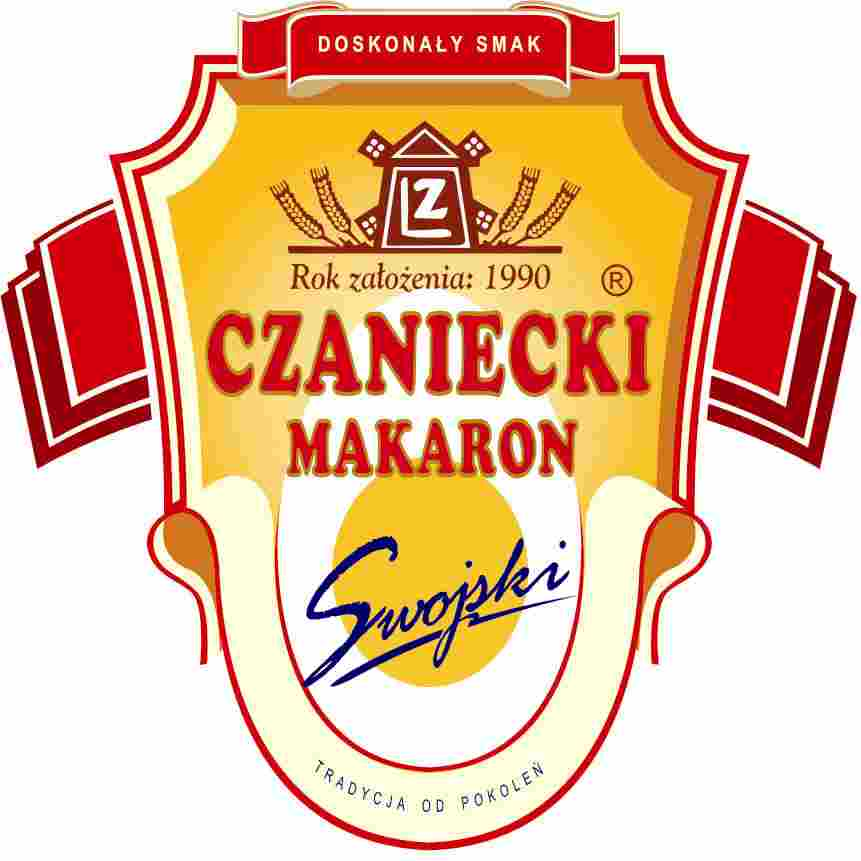 DOSKONAŁY SMAK
LZ
Rok założenia: 1990 ®
CZANIECKI
MAKARON
Swojski
TRADYCJA OD POKOLEŃ